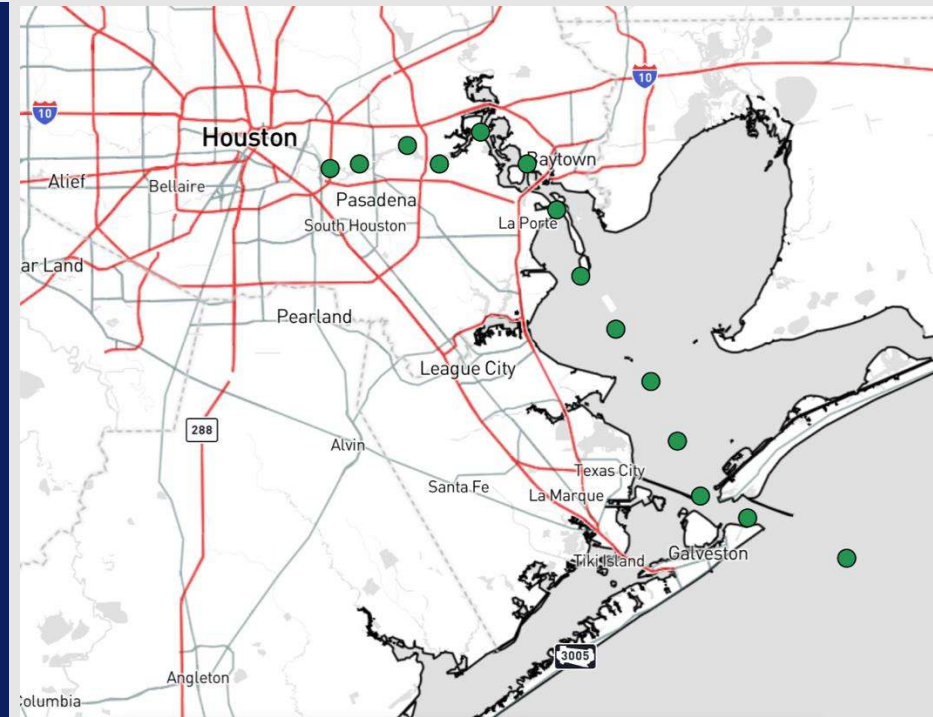 10
10
Houston
Baytown
Alief
Bellaire
Pasadena
La Porte
South Houston
ar Land
Pearland
League City
288
Alvin
Texas City
Santa Fe
La Marque
Tiki Island
Galveston
3005
Angleton
Columbia